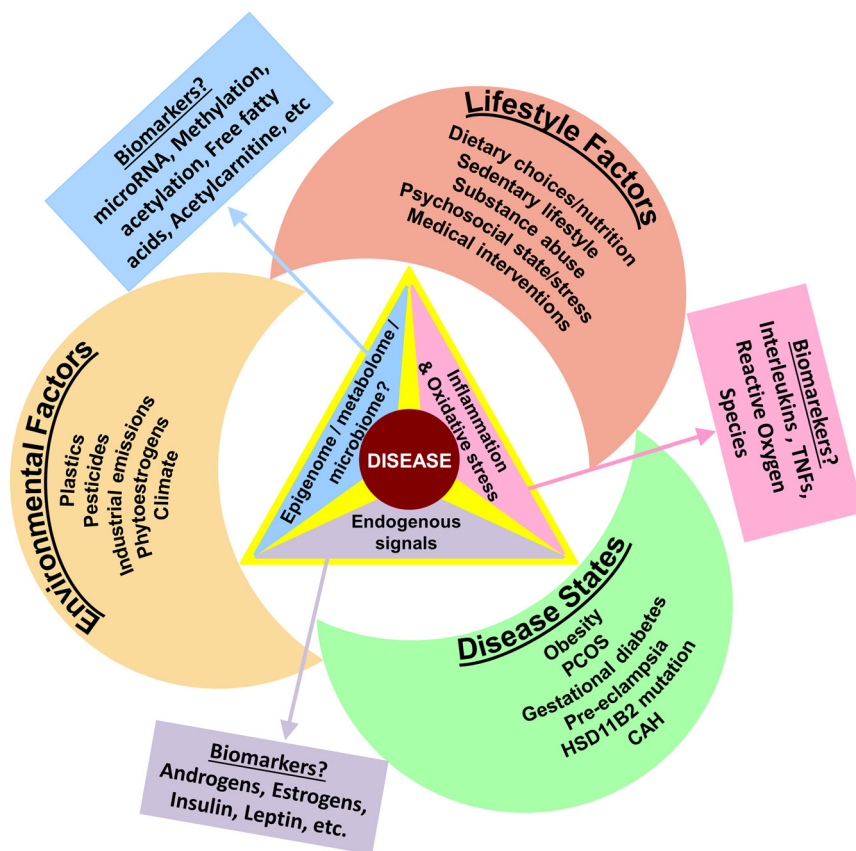 Biomarkers?
microRNA, Methylation,
acetylation, Free fatty
acids, Acetylcarnitine, etc
Lifestyle Factors
Dietary choices/nutrition
Sedentary lifestyle
Substance abuse
Psychosocial state/stress
Medical interventions
Environmental Factors
Plastics
Pesticides
Industrial emissions
Phytoestrogens
Climate
Epigenome / metabolome /
microbiome?
Inflammation
& Oxidative stress
DISEASE
Endogenous
signals
Biomarekers?
Interleukins , TNFs,
Reactive Oxygen
Species
Disease States
Obesity
PCOS
Gestational diabetes
Pre-eclampsia
HSD11B2 mutation
CAH
Biomarkers?
Androgens, Estrogens,
Insulin, Leptin, etc.